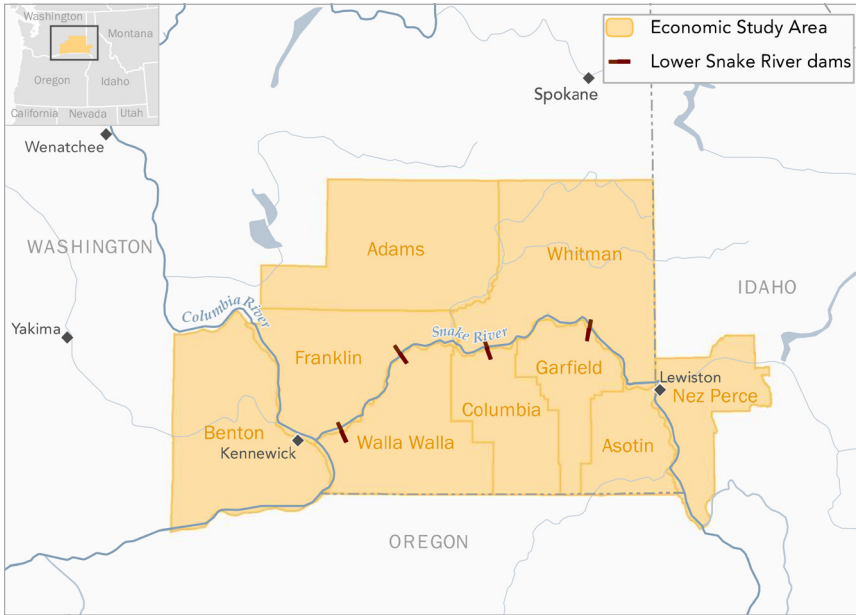 Washington
Montana
Oregon
Idaho
California
Nevada
Utah
Economic Study Area
Lower Snake River dams
Spokane
Wenatchee
WASHINGTON
Adams
Whitman
IDAHO
Columbia River
Yakima
Snake River
Franklin
Garfield
Lewiston
Nez Perce
Columbia
Benton
Kennewick
Walla Walla
Asotin
OREGON